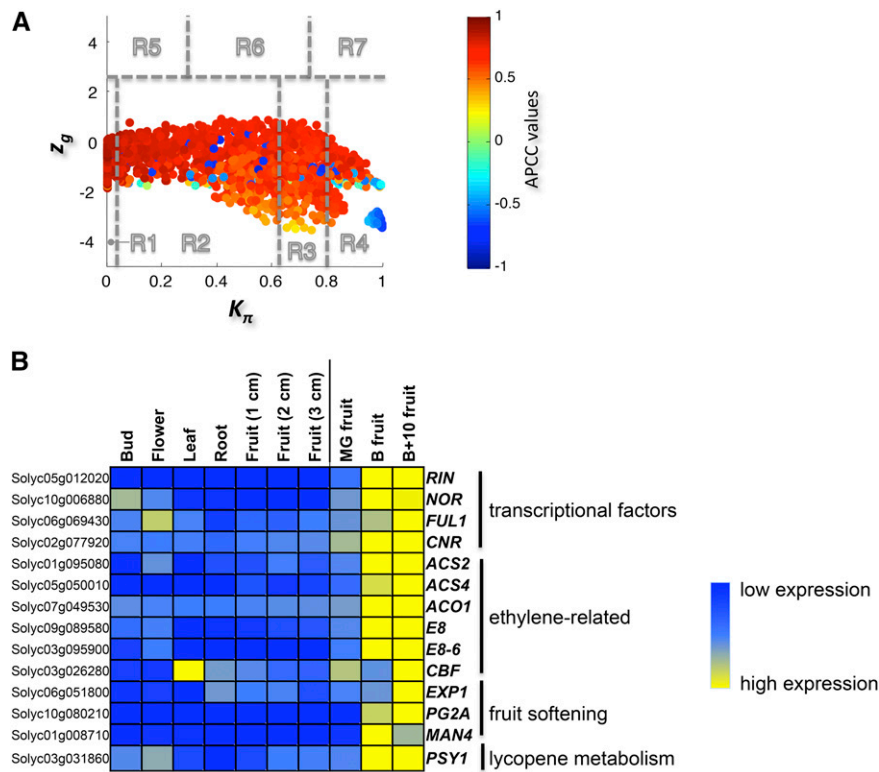 A
4
2
0
-2
-4
z_g
R5
R6
R7
R1
R2
R3
R4
0
0.2
0.4
0.6
0.8
1
K_π
1
0.5
0
-0.5
-1
APCC values
B
Bud
Flower
Leaf
Root
Fruit (1 cm)
Fruit (2 cm)
Fruit (3 cm)
MG fruit
B fruit
B+10 fruit
Solyc05g012020 RIN
Solyc10g006880 NOR
Solyc06g069430 FUL1
Solyc02g077920 CNR
transcriptional factors
Solyc01g095080 ACS2
Solyc05g050010 ACS4
Solyc07g049530 ACO1
Solyc09g089580 E8
Solyc03g095900 E8-6
Solyc03g026280 CBF
ethylene-related
Solyc06g051800 EXP1
Solyc10g080210 PG2A
Solyc01g008710 MAN4
fruit softening
Solyc03g031860 PSY1
lycopene metabolism
low expression
high expression